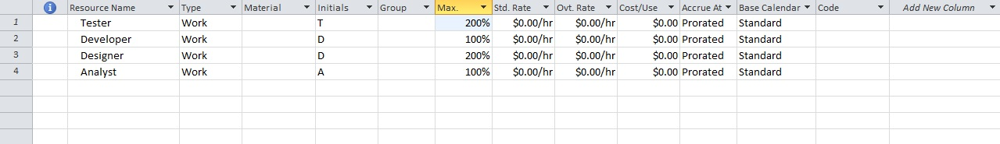 Resource Name Type Material Initials Group Max. Std. Rate Ovt. Rate Cost/Use Accrue At Base Calendar Code Add New Column
1 Tester Work T 200% $0.00/hr $0.00/hr $0.00 Prorated Standard
2 Developer Work D 100% $0.00/hr $0.00/hr $0.00 Prorated Standard
3 Designer Work D 200% $0.00/hr $0.00/hr $0.00 Prorated Standard
4 Analyst Work A 100% $0.00/hr $0.00/hr $0.00 Prorated Standard